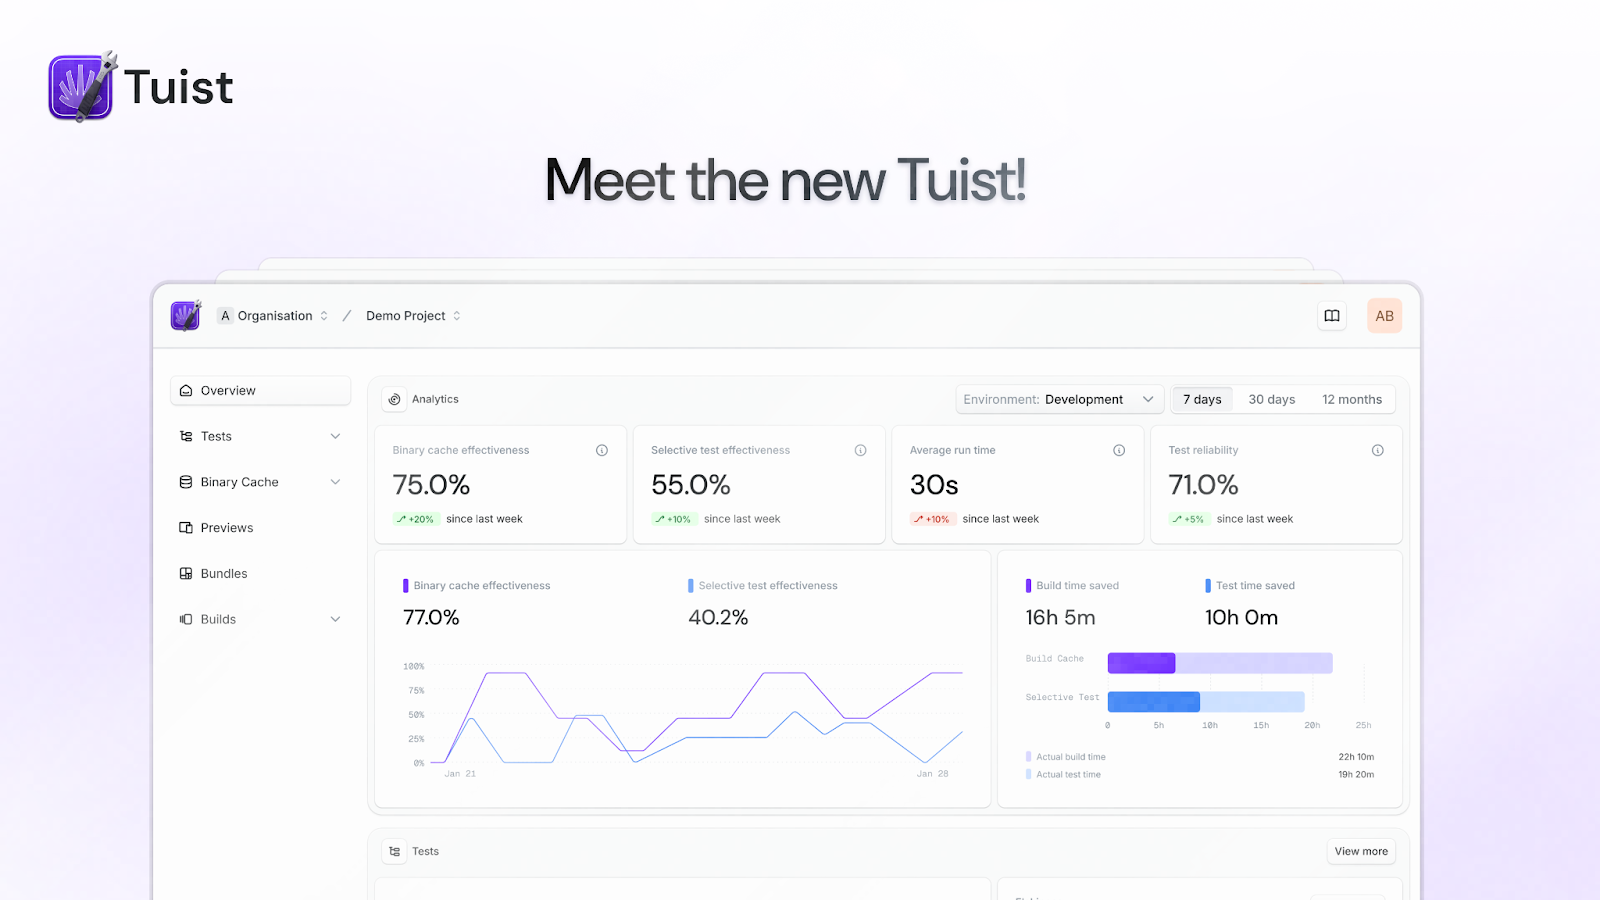 Tuist
Meet the new Tuist!
A Organisation / Demo Project
AB
Overview
Tests
Binary Cache
Previews
Bundles
Builds
Analytics
Environment: Development
7 days 30 days 12 months
Binary cache effectiveness
75.0%
+20% since last week
Selective test effectiveness
55.0%
+10% since last week
Average run time
30s
+10% since last week
Test reliability
71.0%
+5% since last week
Binary cache effectiveness
77.0%
Selective test effectiveness
40.2%
100%
75%
50%
25%
0%
Jan 21 Jan 28
Build time saved
16h 5m
Test time saved
10h 0m
Build Cache
Selective Test
0 5h 10h 15h 20h 25h
Actual build time 22h 10m
Actual test time 19h 20m
Tests
View more